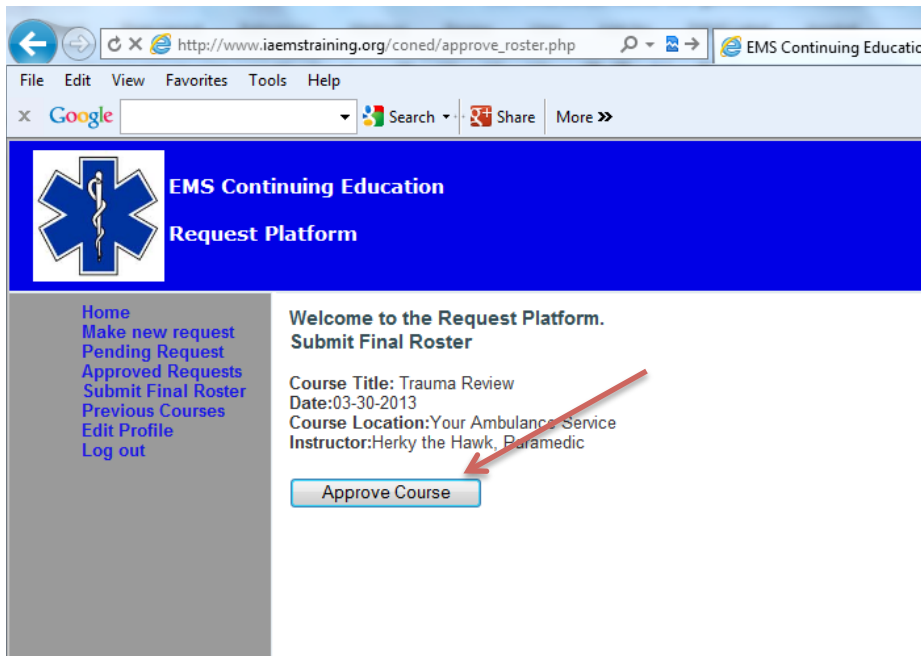 http://www.iaemstraining.org/coned/approve_roster.php
EMS Continuing Educatio
File Edit View Favorites Tools Help
x Google Search Share More »
EMS Continuing Education
Request Platform
Home
Make new request
Pending Request
Approved Requests
Submit Final Roster
Previous Courses
Edit Profile
Log out
Welcome to the Request Platform.
Submit Final Roster
Course Title: Trauma Review
Date:03-30-2013
Course Location:Your Ambulance Service
Instructor:Herky the Hawk, Paramedic
Approve Course